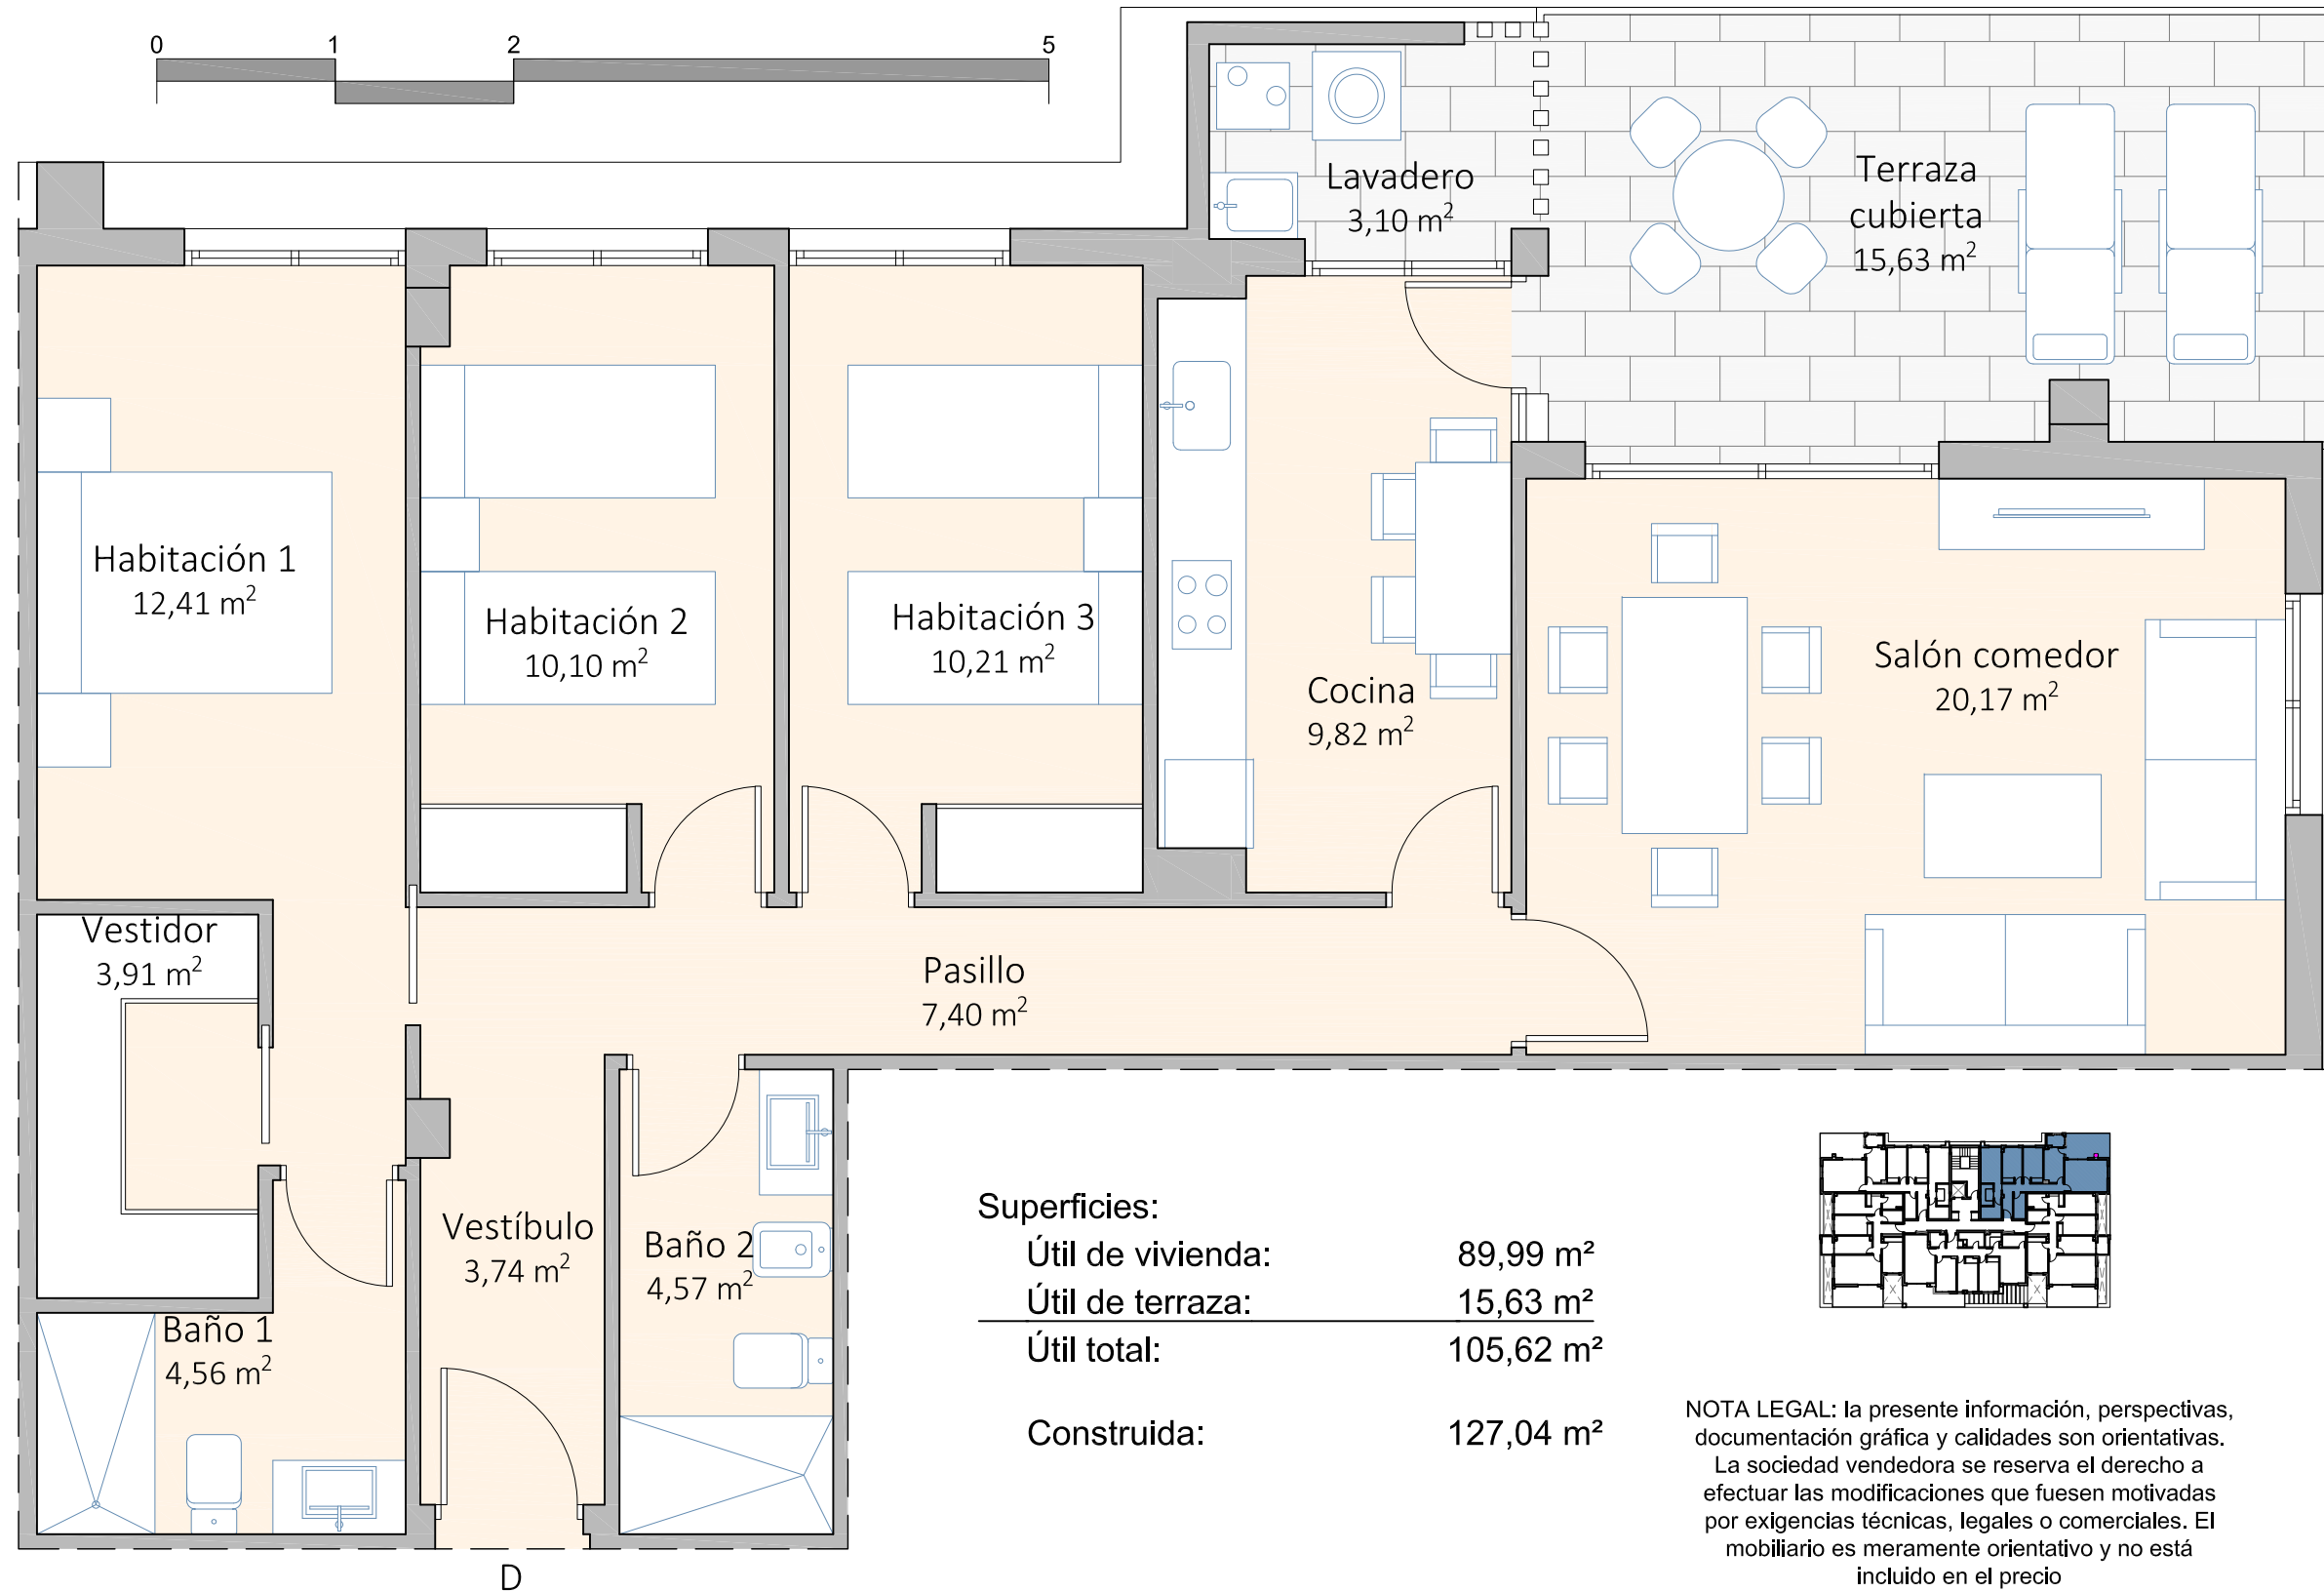 0 1 2 5
Lavadero
3,10 m²
Terraza
cubierta
15,63 m²
Habitación 1
12,41 m²
Habitación 2
10,10 m²
Habitación 3
10,21 m²
Cocina
9,82 m²
Salón comedor
20,17 m²
Vestidor
3,91 m²
Pasillo
7,40 m²
Vestíbulo
3,74 m²
Baño 2
4,57 m²
Baño 1
4,56 m²
D
Superficies:
Útil de vivienda: 89,99 m²
Útil de terraza: 15,63 m²
Útil total: 105,62 m²
Construida: 127,04 m²
NOTA LEGAL: la presente información, perspectivas,
documentación gráfica y calidades son orientativas.
La sociedad vendedora se reserva el derecho a
efectuar las modificaciones que fuesen motivadas
por exigencias técnicas, legales o comerciales. El
mobiliario es meramente orientativo y no está
incluido en el precio